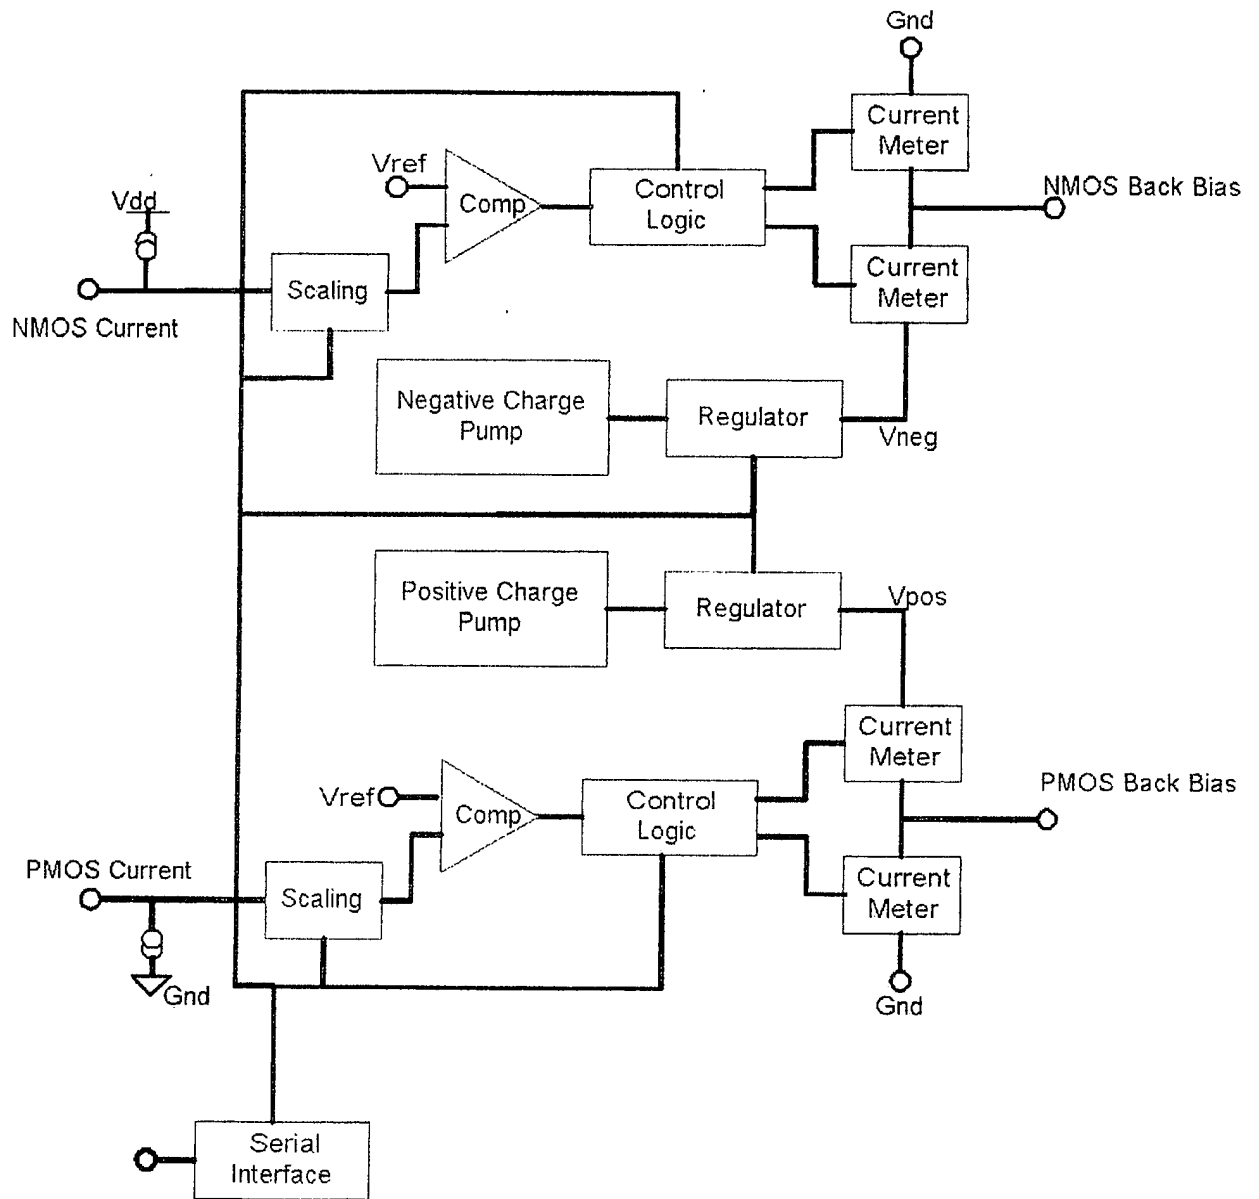 Gnd
Current
Meter
Vref
Comp
Control
Logic
NMOS Back Bias
Vdd
Scaling
Current
Meter
NMOS Current
Negative Charge
Pump
Regulator
Vneg
Positive Charge
Pump
Regulator
Vpos
Current
Meter
Vref
Comp
Control
Logic
PMOS Back Bias
PMOS Current
Scaling
Current
Meter
Gnd
Gnd
Serial
Interface